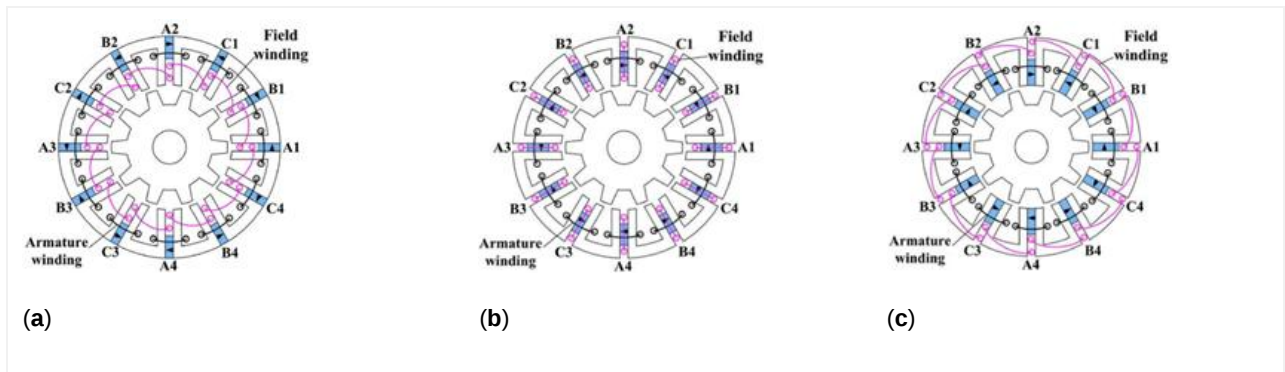 A2
B2
C1
Field
winding
C2
B1
A3
A1
B3
C4
Armature
winding
C3
B4
A4
(a)
A2
B2
C1
Field
winding
C2
B1
A3
A1
B3
C4
Armature
winding
C3
B4
A4
(b)
A2
B2
C1
Field
winding
C2
B1
A3
A1
B3
C4
Armature
winding
C3
B4
A4
(c)